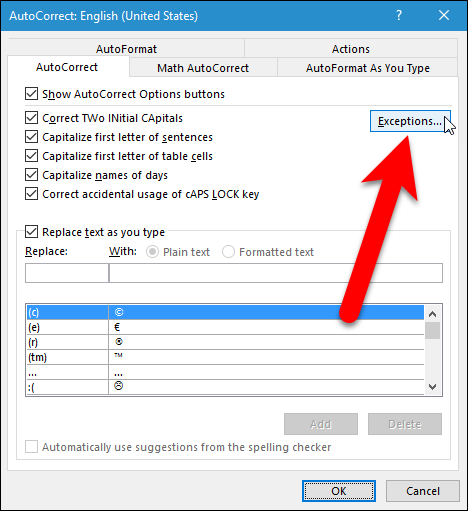 AutoCorrect: English (United States)
? 
AutoFormat Actions
AutoCorrect Math AutoCorrect AutoFormat As You Type
Show AutoCorrect Options buttons
Correct TWo INitial CApitals Exceptions...
Capitalize first letter of sentences
Capitalize first letter of table cells
Capitalize names of days
Correct accidental usage of cAPS LOCK key
Replace text as you type
Replace: With: Plain text Formatted text
(c) ©
(e) €
(r) ®
(tm) ™
... …
:( ☹
Add Delete
Automatically use suggestions from the spelling checker
OK Cancel